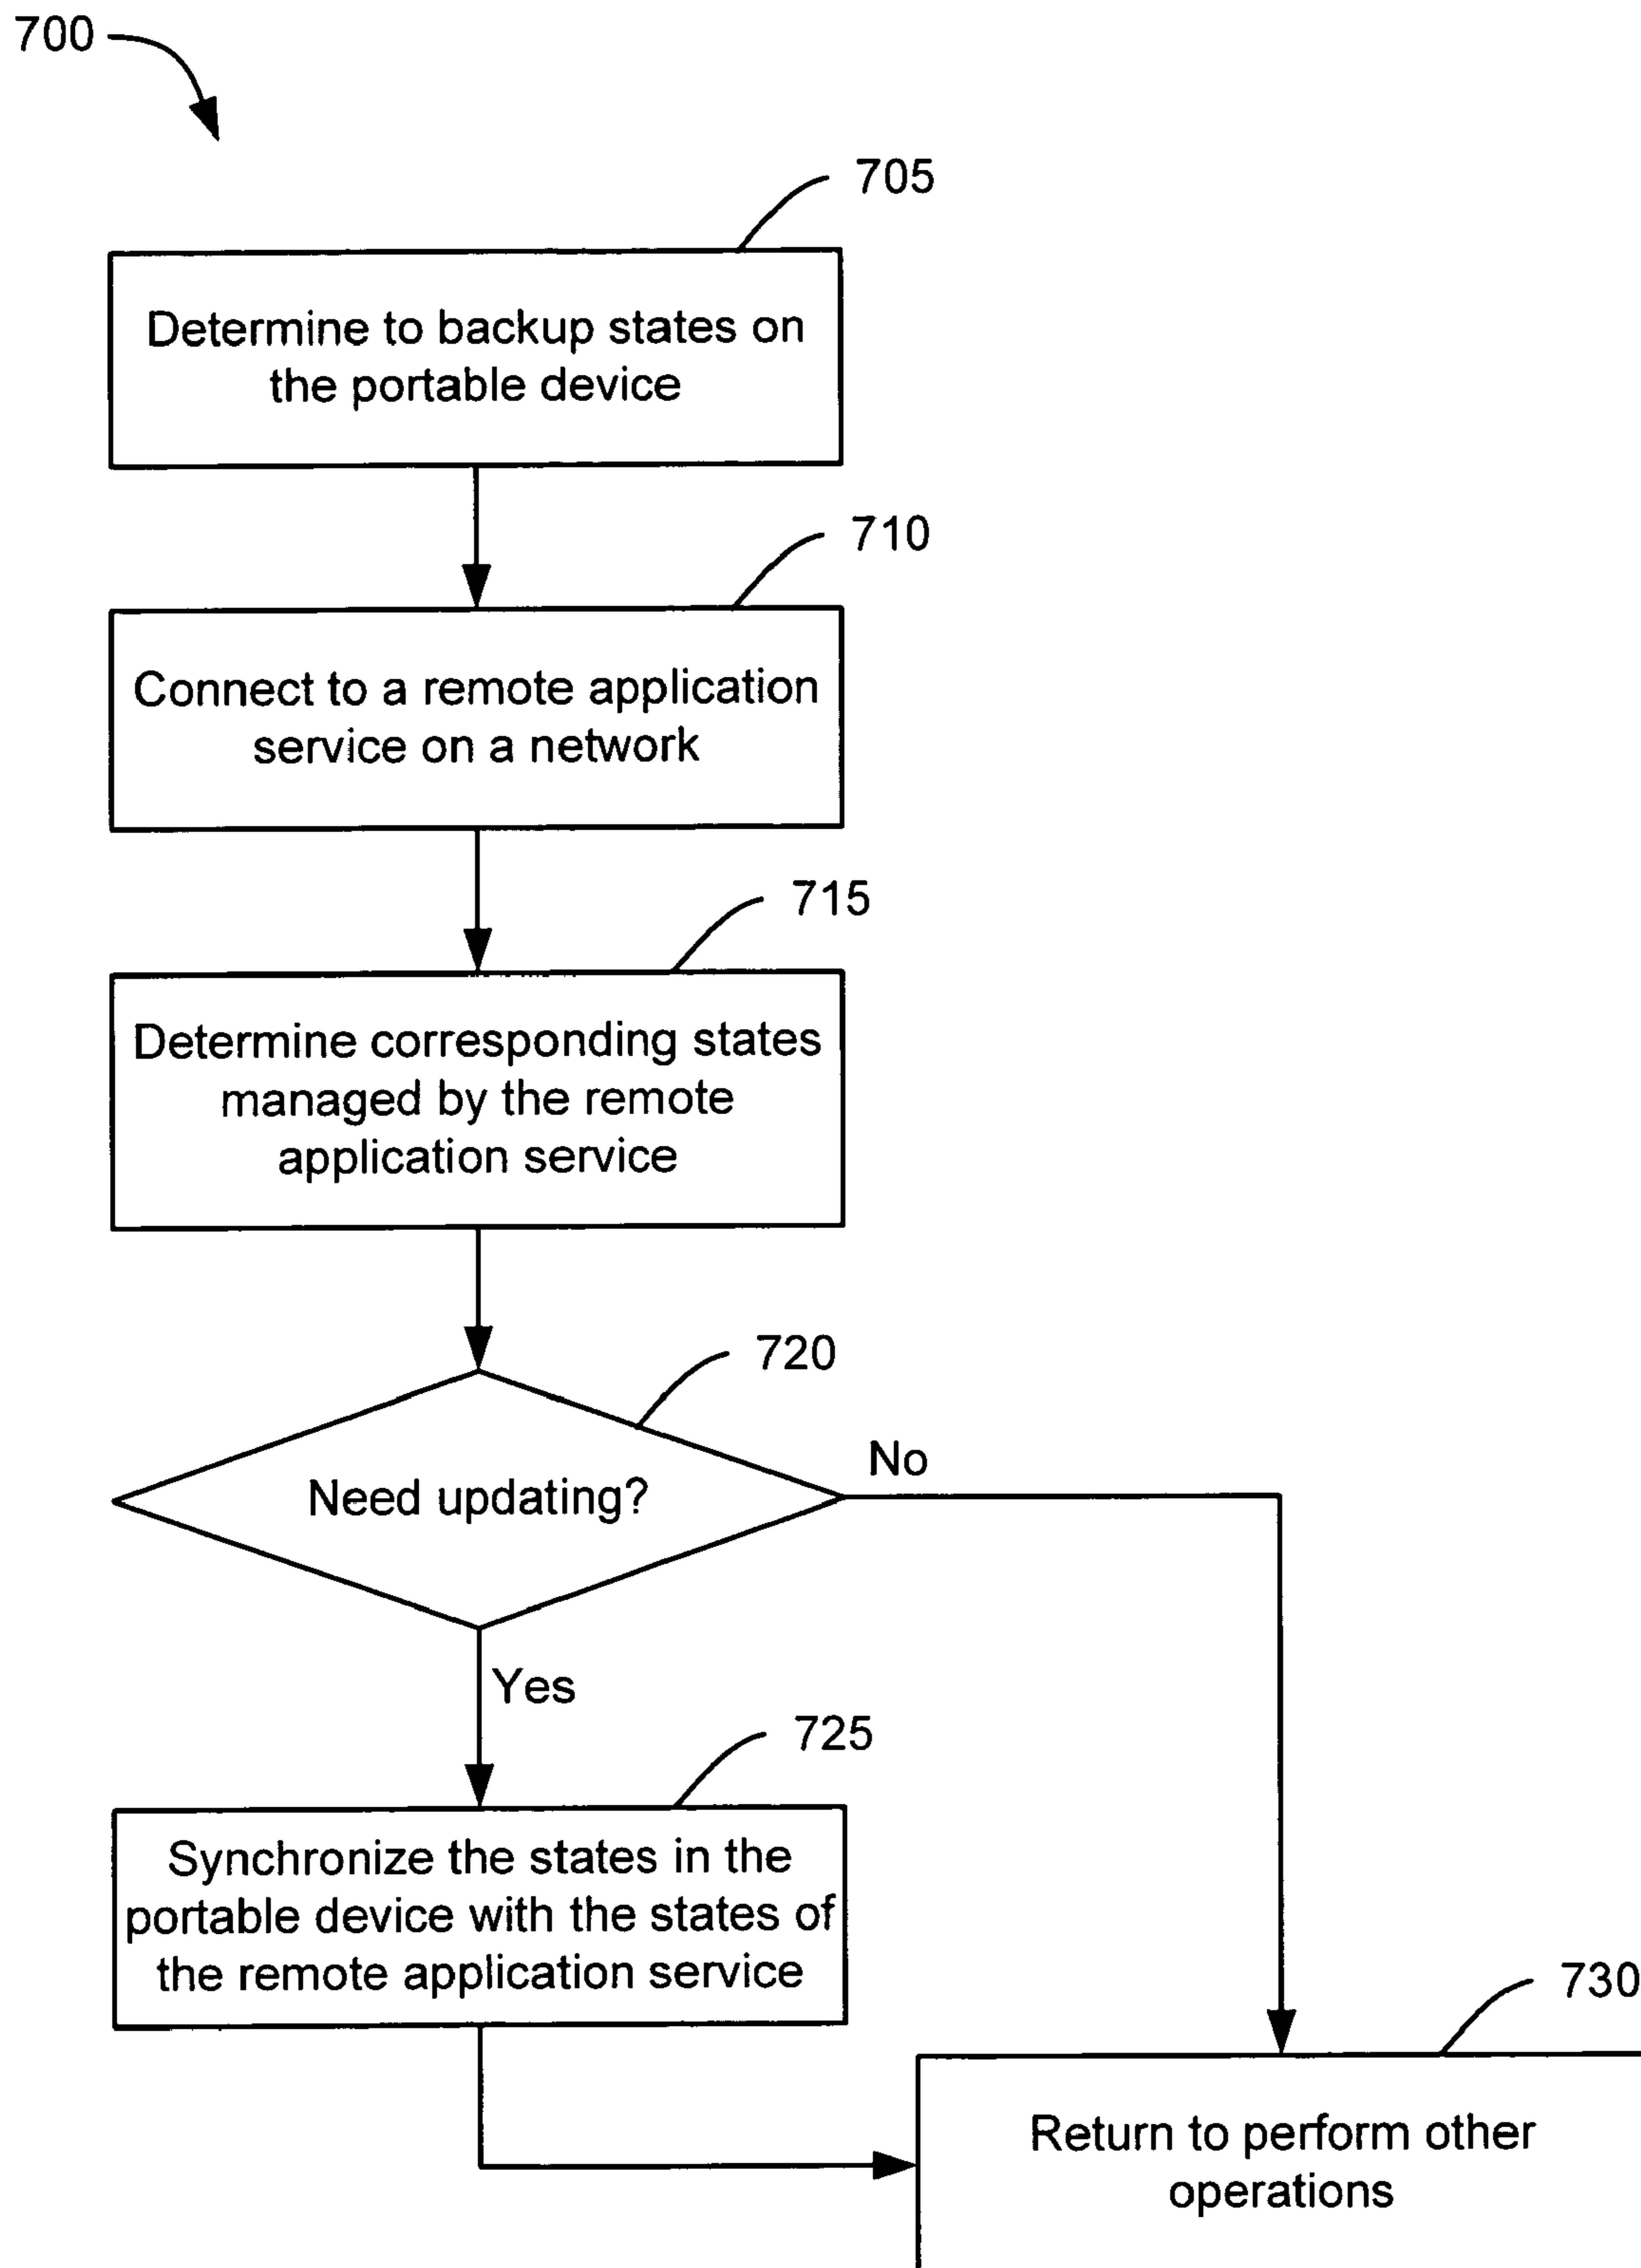 700
705
Determine to backup states on
the portable device
710
Connect to a remote application
service on a network
715
Determine corresponding states
managed by the remote
application service
720
Need updating?
No
Yes
725
Synchronize the states in the
portable device with the states of
the remote application service
730
Return to perform other
operations